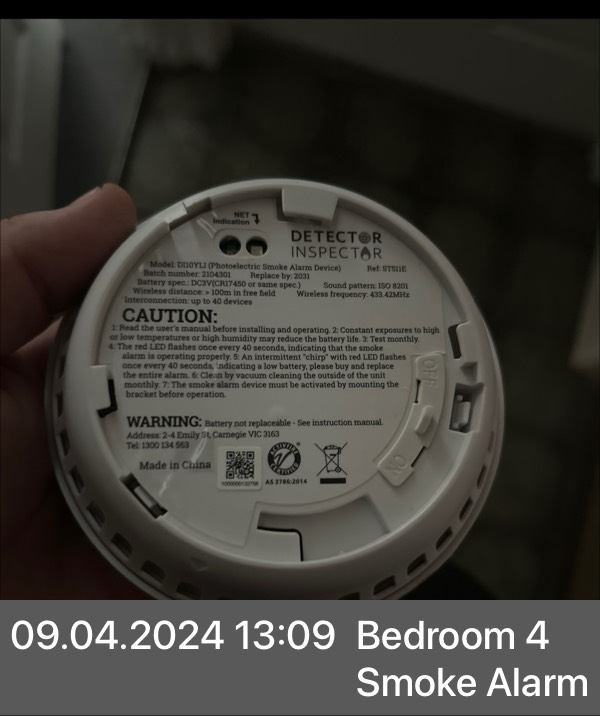 NET
Indication
DETECTOR
INSPECTOR
Model: DI10YLI (Photoelectric Smoke Alarm Device) Ref: ST511E
Batch number: 2104301 Replace by: 2031
Battery spec.: DC3V(CR17450 or same spec.) Sound pattern: ISO 8201
Wireless distance: > 100m in free field Wireless frequency: 433.42MHz
Interconnection: up to 40 devices
CAUTION:
1: Read the user's manual before installing and operating. 2: Constant exposures to high
or low temperatures or high humidity may reduce the battery life. 3: Test monthly.
4: The red LED flashes once every 40 seconds, indicating that the smoke
alarm is operating properly. 5: An intermittent "chirp" with red LED flashes
once every 40 seconds, indicating a low battery, please buy and replace
the entire alarm. 6: Clean by vacuum cleaning the outside of the unit
monthly. 7: The smoke alarm device must be activated by mounting the
bracket before operation.
OFF
ON
WARNING: Battery not replaceable - See instruction manual.
Address: 2-4 Emily St, Carnegie VIC 3163
Tel: 1300 134 563
Made in China
AS 3786:2014
09.04.2024 13:09 Bedroom 4
Smoke Alarm